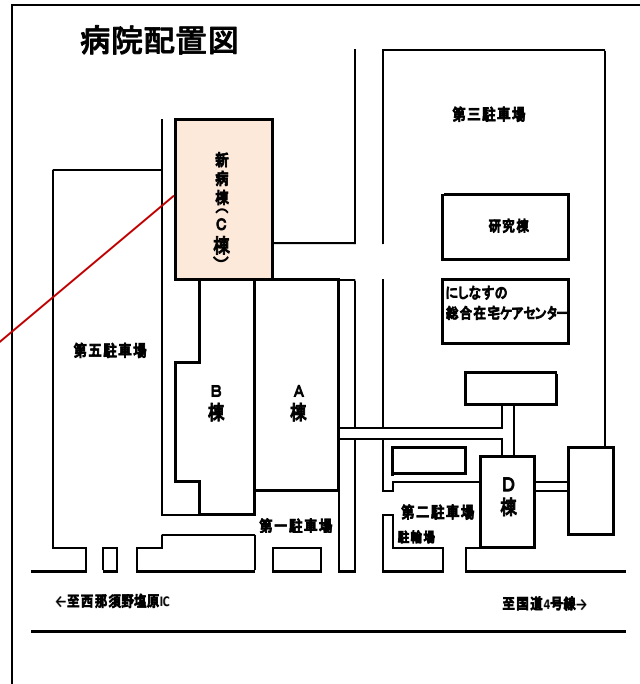 病院配置図
第三駐車場
新病棟(C棟)
研究棟
にしなすの
総合在宅ケアセンター
第五駐車場
B
棟
A
棟
D
棟
第一駐車場
第二駐車場
駐輪場
←至西那須野塩原IC
至国道4号線→